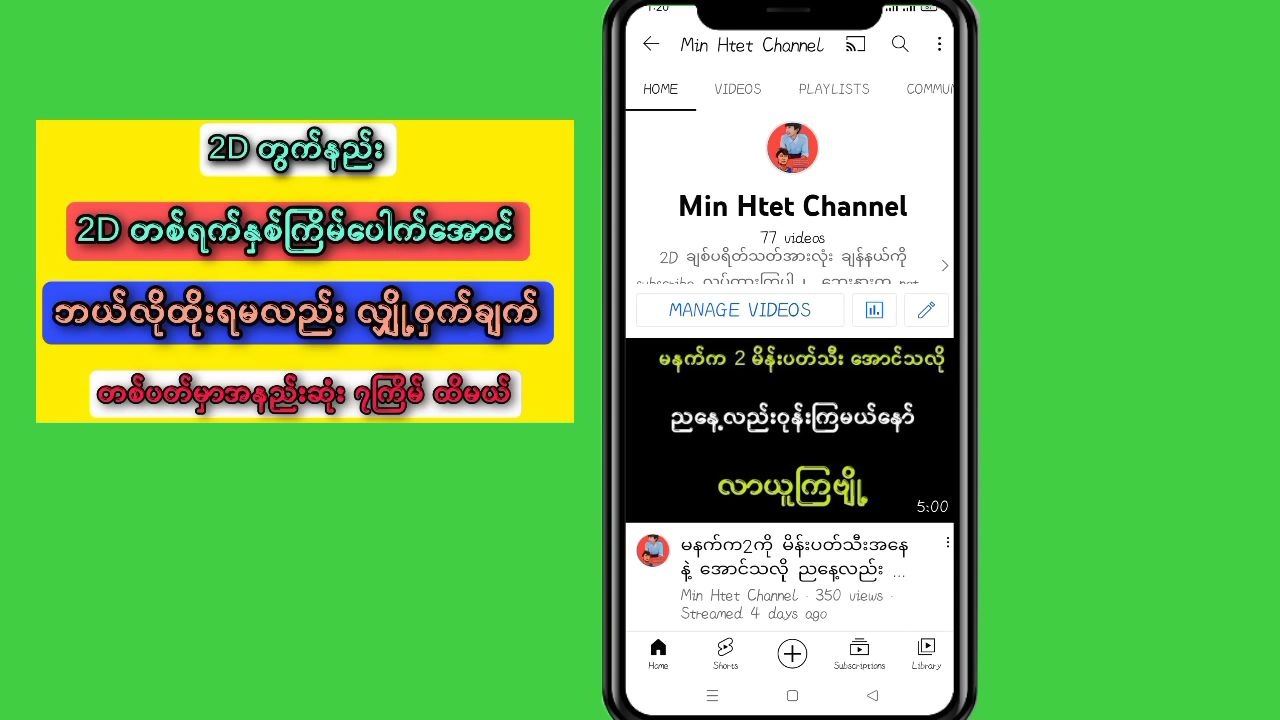 2D တွက်နည်း
2D တစ်ရက်နှစ်ကြိမ်ပေါက်အောင်
ဘယ်လိုထိုးရမလည်း လျှို့ဝှက်ချက်
တစ်ပတ်မှာအနည်းဆုံး ၇ကြိမ် ထိမယ်
1:20
Min Htet Channel
HOME VIDEOS PLAYLISTS COMMUN
Min Htet Channel
77 videos
2D ချစ်ပရိတ်သတ်အားလုံး ချန်နယ်ကို
subscribe
MANAGE VIDEOS
မနက်က 2 မိန်းပတ်သီး အောင်သလို
ညနေ့လည်းဝုန်းကြမယ်နော်
လာယူကြဗျို့
5:00
မနက်က2ကို မိန်းပတ်သီးအနေ
နဲ့ အောင်သလို ညနေ့လည်း ...
Min Htet Channel · 350 views ·
Streamed 4 days ago
Home Shorts Subscriptions Library